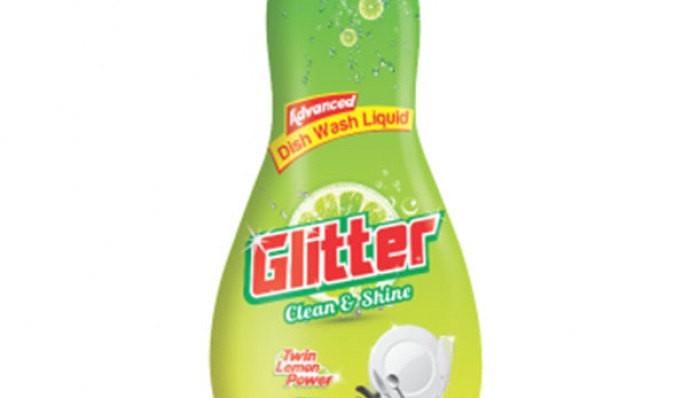 Advanced
Dish Wash Liquid
Glitter
Clean & Shine
Twin
Lemon
Power